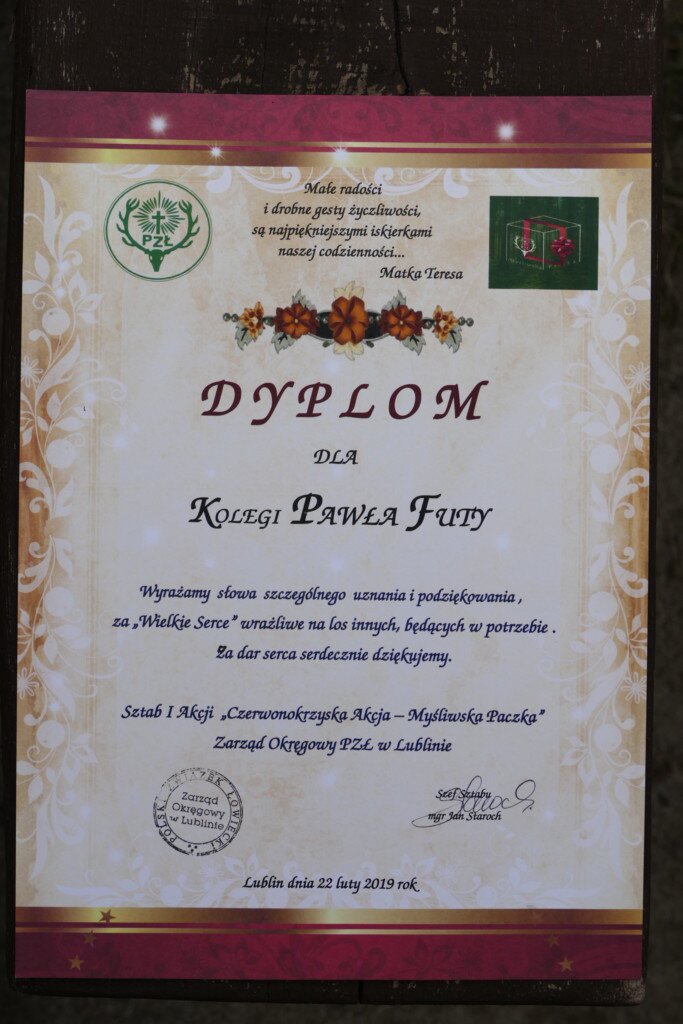 Małe radości
i drobne gesty życzliwości,
są najpiękniejszymi iskierkami
naszej codzienności...
Matka Teresa
PZŁ
DYPLOM
DLA
KOLEGI PAWŁA FUTY
Wyrażamy słowa szczególnego uznania i podziękowania ,
za „Wielkie Serce” wrażliwe na los innych, będących w potrzebie .
Za dar serca serdecznie dziękujemy.
Sztab I Akcji „Czerwonokrzyska Akcja – Myśliwska Paczka”
Zarząd Okręgowy PZŁ w Lublinie
POLSKI ZWIĄZEK ŁOWIECKI
Zarząd
Okręgowy
w Lublinie
Szef Sztabu
mgr Jan Staroch
Lublin dnia 22 luty 2019 rok